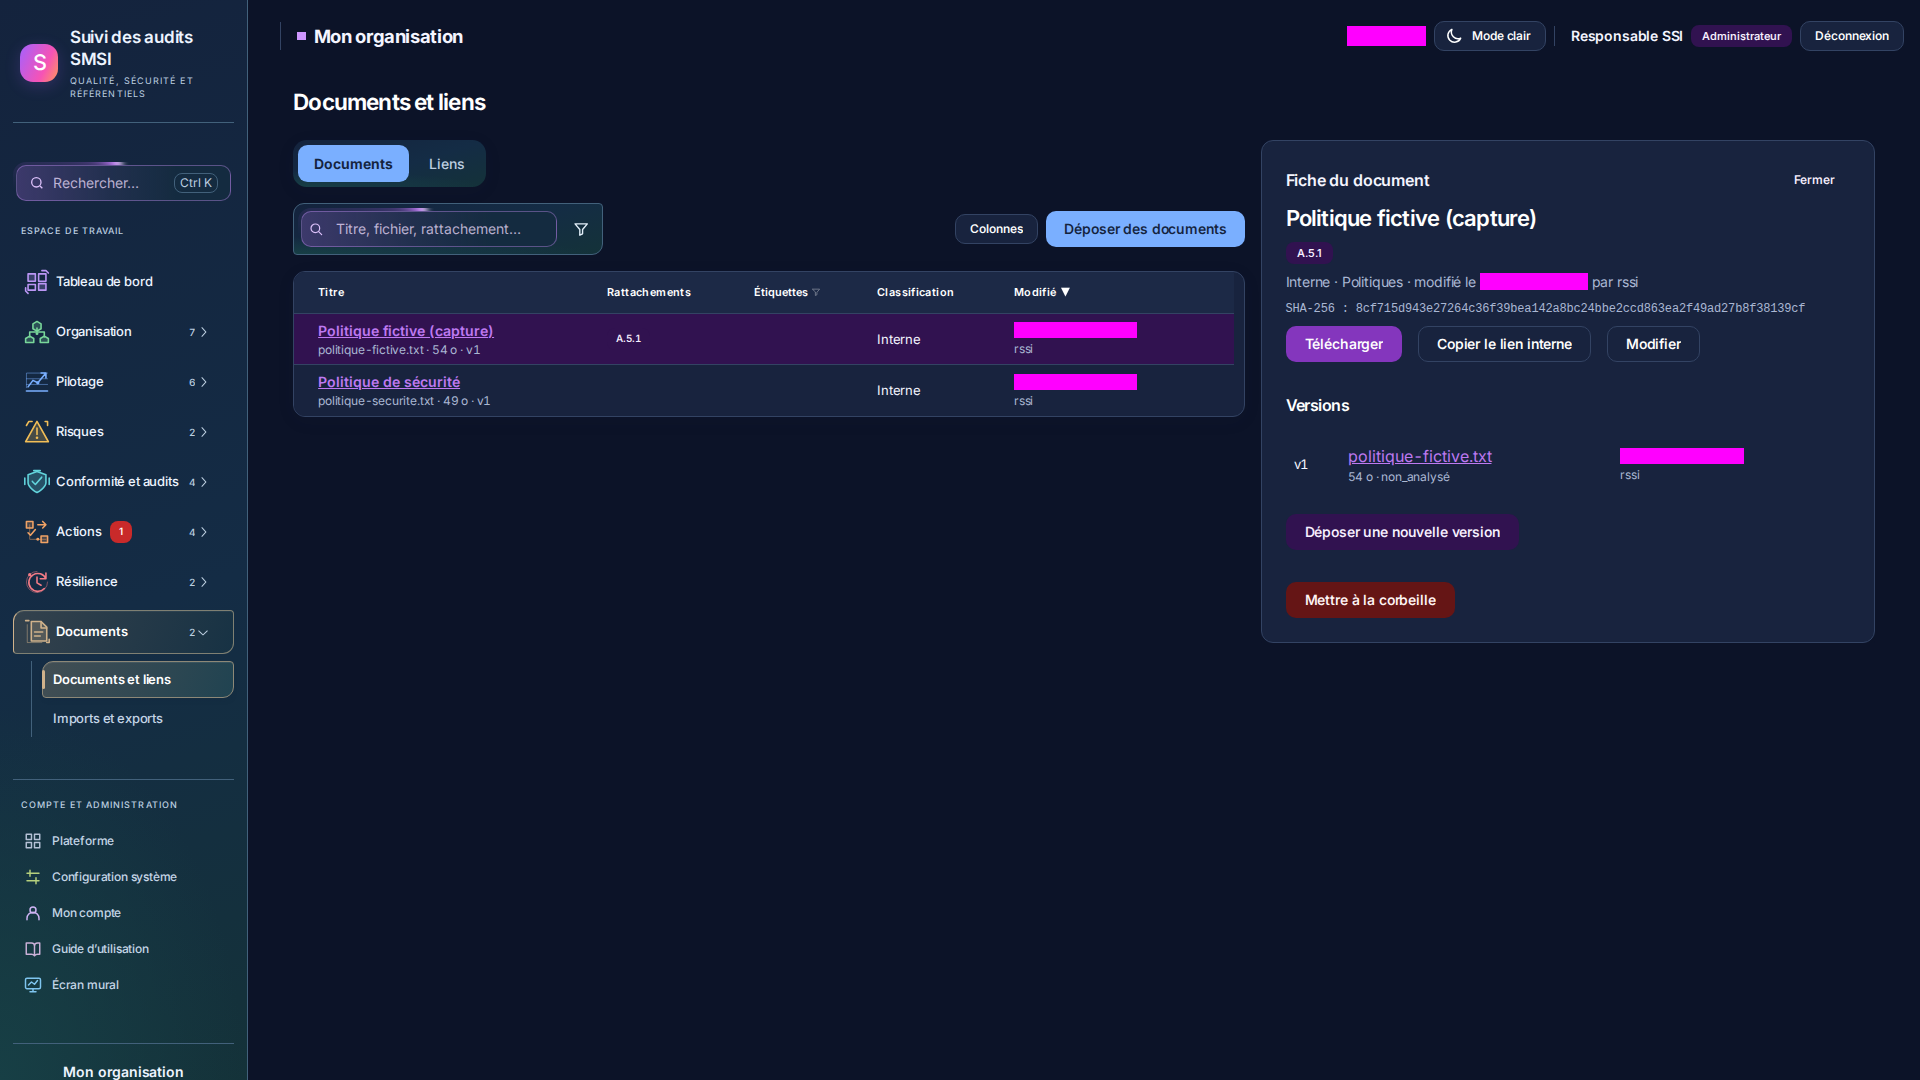 S
Suivi des audits
SMSI
QUALITÉ, SÉCURITÉ ET
RÉFÉRENTIELS
Rechercher...
Ctrl K
ESPACE DE TRAVAIL
Tableau de bord
Organisation 7
Pilotage 6
Risques 2
Conformité et audits 4
Actions 1 4
Résilience 2
Documents 2
Documents et liens
Imports et exports
COMPTE ET ADMINISTRATION
Plateforme
Configuration système
Mon compte
Guide d’utilisation
Écran mural
Mon organisation
Mon organisation
Mode clair
Responsable SSI
Administrateur
Déconnexion
Documents et liens
Documents
Liens
Titre, fichier, rattachement...
Colonnes
Déposer des documents
Titre Rattachements Étiquettes Classification Modifié ▼
Politique fictive (capture)
politique-fictive.txt · 54 o · v1
A.5.1
Interne
rssi
Politique de sécurité
politique-securite.txt · 49 o · v1
Interne
rssi
Fiche du document
Fermer
Politique fictive (capture)
A.5.1
Interne · Politiques · modifié le par rssi
SHA-256 : 8cf715d943e27264c36f39bea142a8bc24bbe2ccd863ea2f49ad27b8f38139cf
Télécharger
Copier le lien interne
Modifier
Versions
v1
politique-fictive.txt
54 o · non_analysé
rssi
Déposer une nouvelle version
Mettre à la corbeille